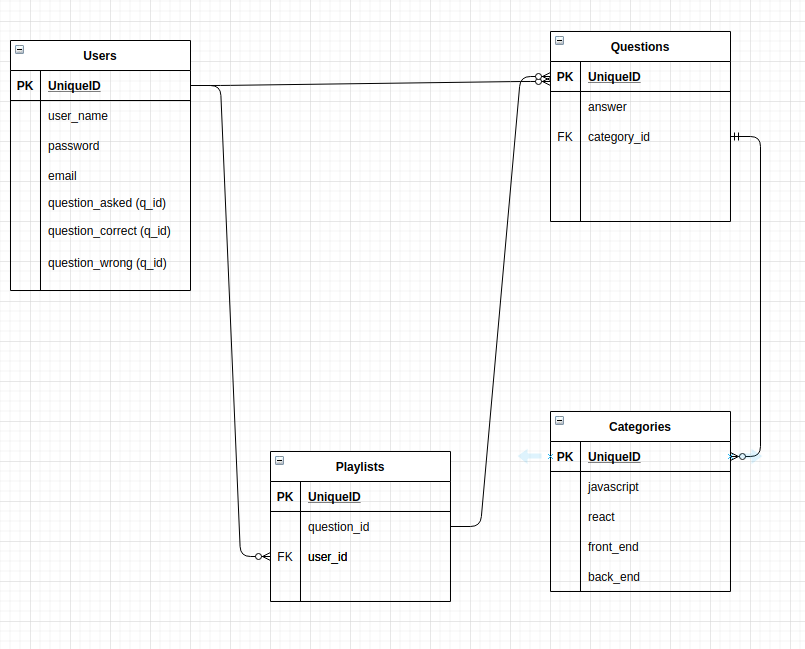 Users
PK UniqueID
user_name
password
email
question_asked (q_id)
question_correct (q_id)
question_wrong (q_id)
Questions
PK UniqueID
answer
FK category_id
Playlists
PK UniqueID
question_id
FK user_id
Categories
PK UniqueID
javascript
react
front_end
back_end